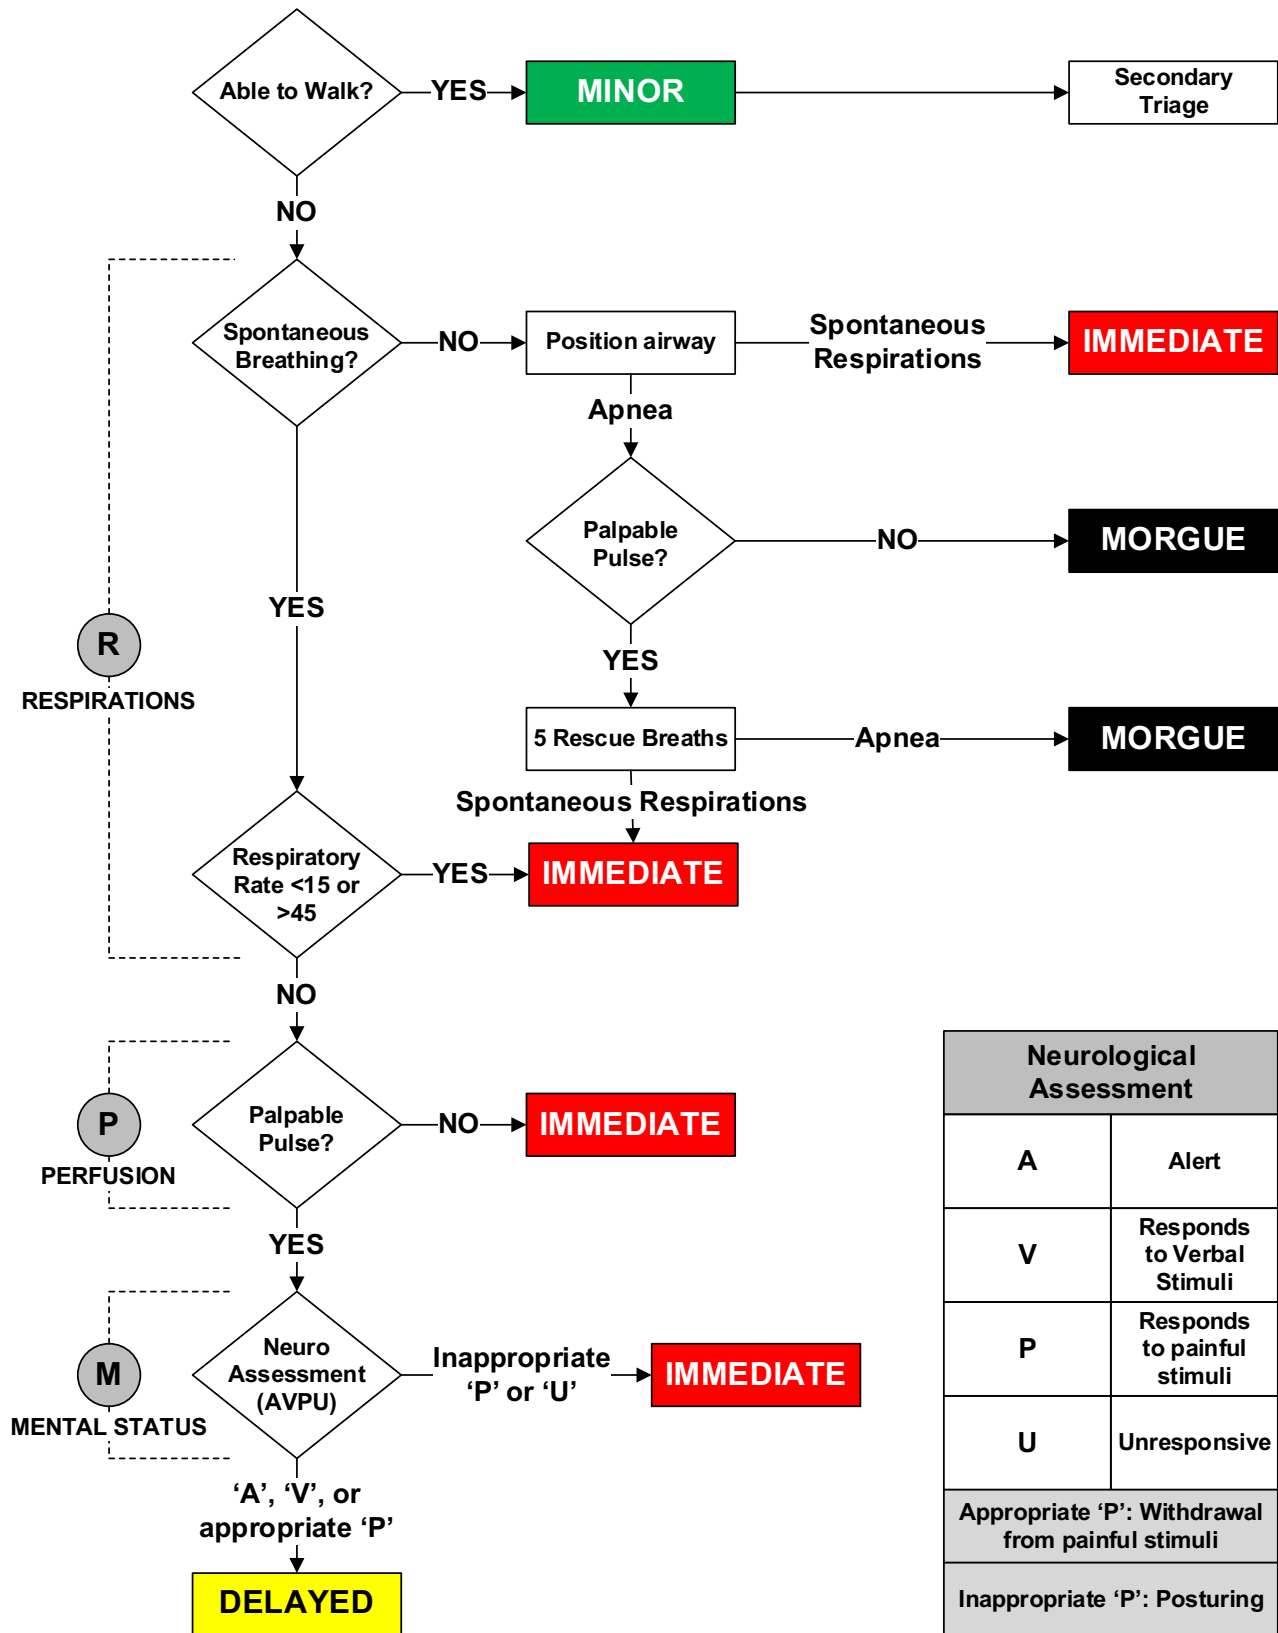 Able to Walk?
YES
MINOR
Secondary
Triage
NO
Spontaneous
Breathing?
NO
Position airway
Spontaneous
Respirations
IMMEDIATE
Apnea
Palpable
Pulse?
NO
MORGUE
YES
R
RESPIRATIONS
YES
5 Rescue Breaths
Apnea
MORGUE
Spontaneous Respirations
Respiratory
Rate <15 or
>45
YES
IMMEDIATE
NO
P
PERFUSION
Palpable
Pulse?
NO
IMMEDIATE
YES
M
MENTAL STATUS
Neuro
Assessment
(AVPU)
Inappropriate
‘P’ or ‘U’
IMMEDIATE
‘A’, ‘V’, or
appropriate ‘P’
DELAYED
Neurological
Assessment
A
Alert
V
Responds
to Verbal
Stimuli
P
Responds
to painful
stimuli
U
Unresponsive
Appropriate ‘P’: Withdrawal
from painful stimuli
Inappropriate ‘P’: Posturing